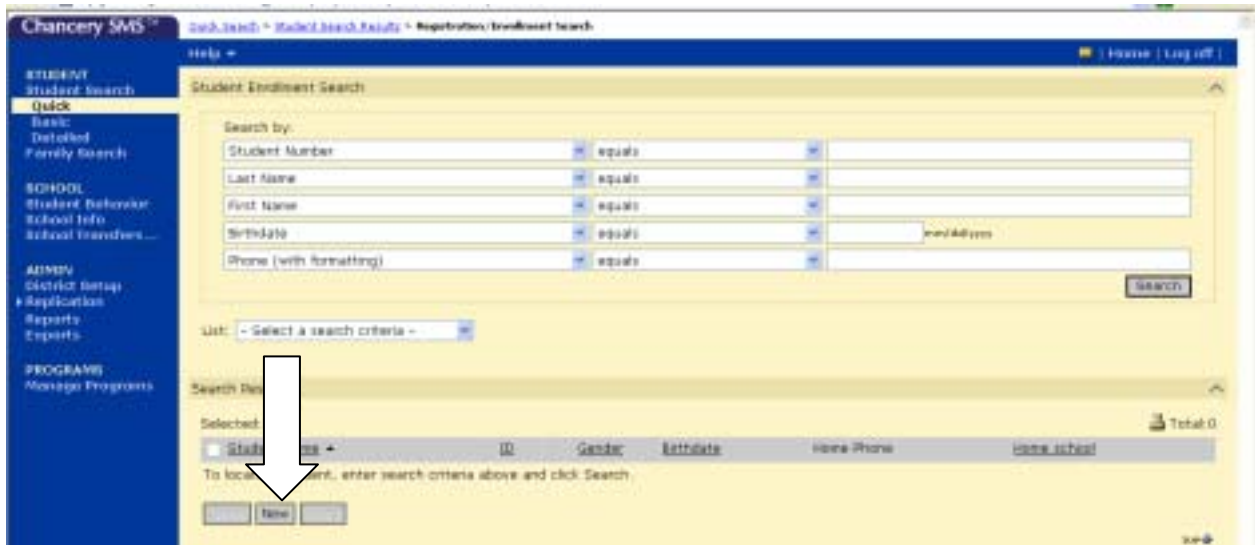 Chancery SMS™
Quick Search > Student Search Results > Registration/Enrollment Search
Help
| Home | Log off |
STUDENT
Student Search
Quick
Basic
Detailed
Family Search
SCHOOL
Student Behavior
School Info
School Transfers...
ADMIN
District Setup
Replication
Reports
Exports
PROGRAMS
Manage Programs
Student Enrollment Search
Search by:
Student Number equals
Last Name equals
First Name equals
Birthdate equals mm/dd/yyyy
Phone (with formatting) equals
Search
List: - Select a search criteria -
Search
Selected: Total:0
ID Gender Birthdate Home Phone Home school
To enter search criteria above and click Search.
New